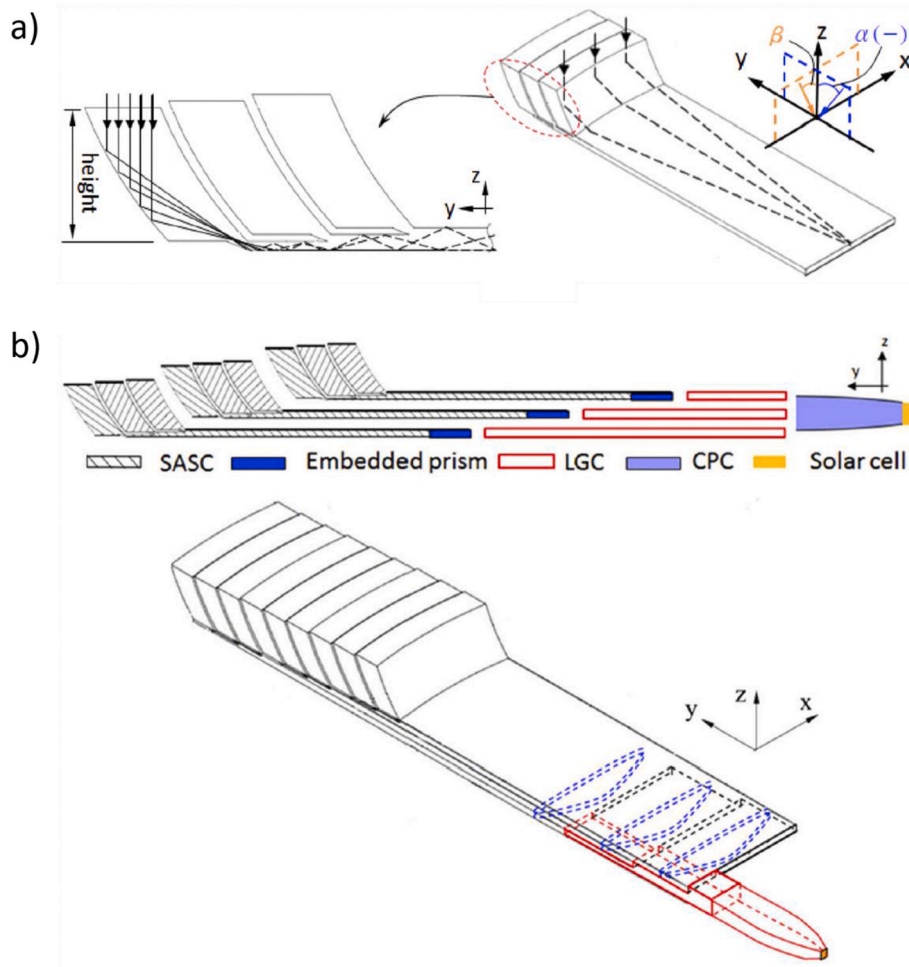 a)
height
z
y
β
z
α(−)
y
x
b)
z
y
SASC Embedded prism LGC CPC Solar cell
y
z
x